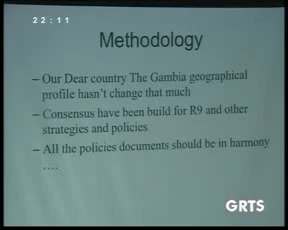 22:11
Methodology
– Our Dear country The Gambia geographical
profile hasn't change that much
– Consensus have been build for R9 and other
strategies and policies
– All the policies documents should be in harmony
....
GRTS